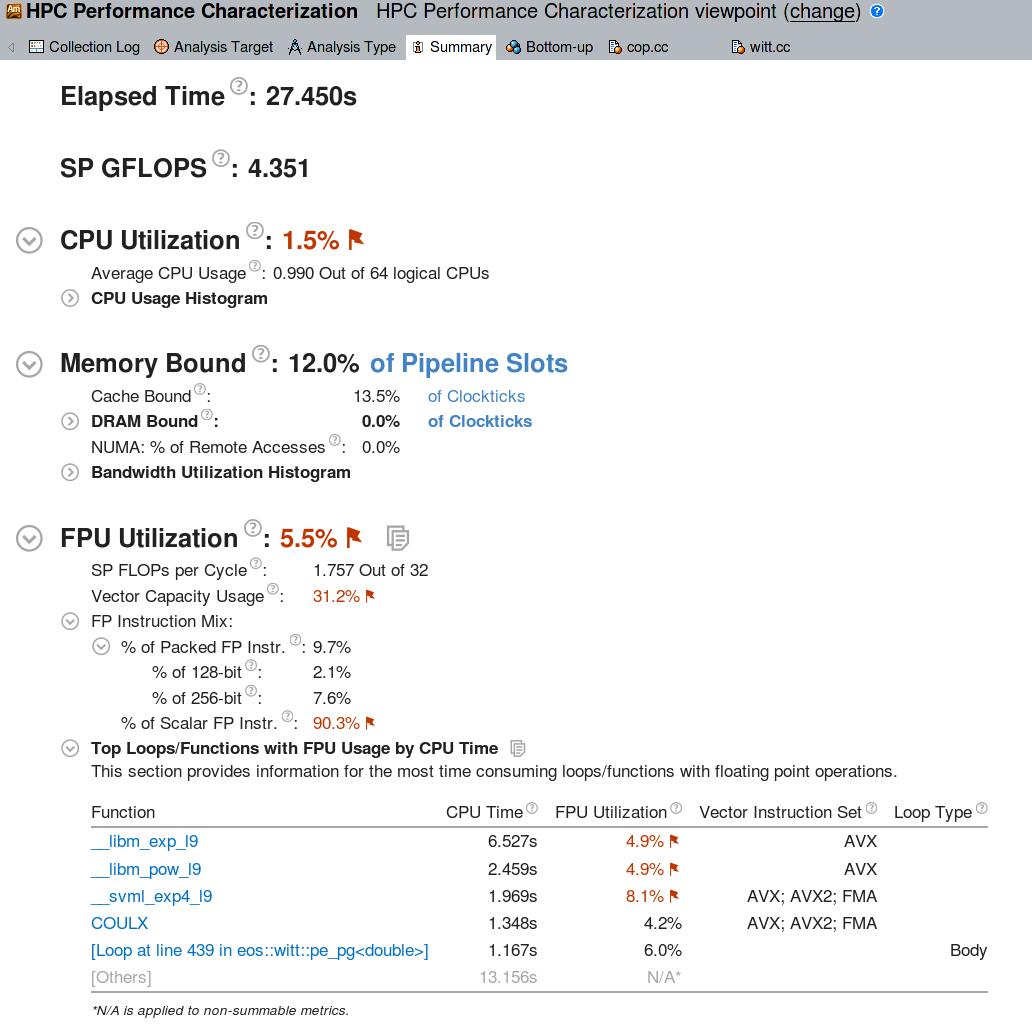 HPC Performance Characterization HPC Performance Characterization viewpoint (change) ?
Collection Log Analysis Target Analysis Type Summary Bottom-up cop.cc witt.cc
Elapsed Time ?: 27.450s
SP GFLOPS ?: 4.351
CPU Utilization ?: 1.5%
Average CPU Usage ?: 0.990 Out of 64 logical CPUs
CPU Usage Histogram
Memory Bound ?: 12.0% of Pipeline Slots
Cache Bound ?: 13.5% of Clockticks
DRAM Bound ?: 0.0% of Clockticks
NUMA: % of Remote Accesses ?: 0.0%
Bandwidth Utilization Histogram
FPU Utilization ?: 5.5%
SP FLOPs per Cycle ?: 1.757 Out of 32
Vector Capacity Usage ?: 31.2%
FP Instruction Mix:
% of Packed FP Instr. ?: 9.7%
% of 128-bit ?: 2.1%
% of 256-bit ?: 7.6%
% of Scalar FP Instr. ?: 90.3%
Top Loops/Functions with FPU Usage by CPU Time
This section provides information for the most time consuming loops/functions with floating point operations.
Function CPU Time ? FPU Utilization ? Vector Instruction Set ? Loop Type ?
__libm_exp_l9 6.527s 4.9% AVX
__libm_pow_l9 2.459s 4.9% AVX
__svml_exp4_l9 1.969s 8.1% AVX; AVX2; FMA
COULX 1.348s 4.2% AVX; AVX2; FMA
[Loop at line 439 in eos::witt::pe_pg<double>] 1.167s 6.0% Body
[Others] 13.156s N/A*
*N/A is applied to non-summable metrics.